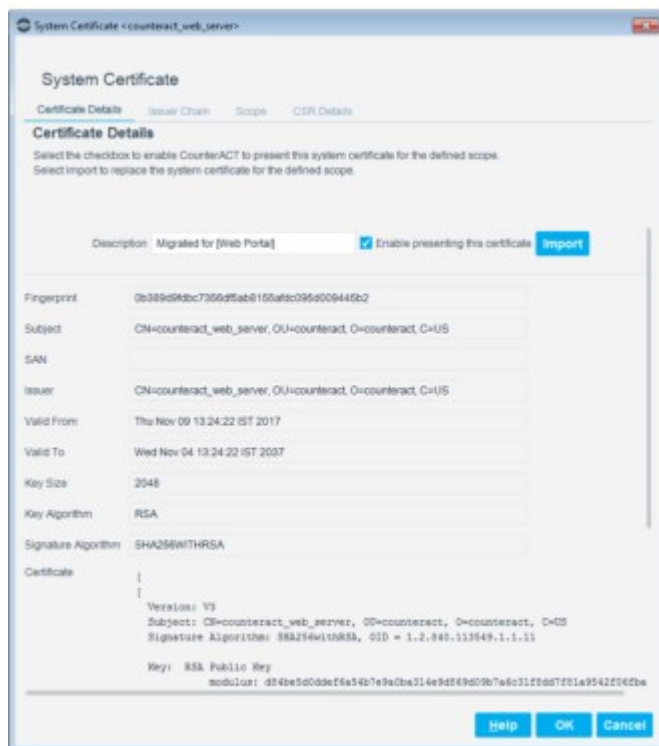 System Certificate <counteract_web_server>
System Certificate
Certificate Details Issuer Chain Scope CSR Details
Certificate Details
Select the checkbox to enable CounterACT to present this system certificate for the defined scope.
Select Import to replace the system certificate for the defined scope.
Description Migrated for [Web Portal] Enable presenting this certificate Import
Fingerprint
Subject CN=counteract_web_server, OU=counteract, O=counteract, C=US
SAN
Issuer CN=counteract_web_server, OU=counteract, O=counteract, C=US
Valid From Thu Nov 09 13:24:22 IST 2017
Valid To Wed Nov 04 13:24:22 IST 2037
Key Size 2048
Key Algorithm RSA
Signature Algorithm SHA256WITHRSA
Certificate [
[
Version: V3
Subject: CN=counteract_web_server, OU=counteract, O=counteract, C=US
Signature Algorithm: SHA256withRSA, OID = 1.2.840.113549.1.1.11
Key: RSA Public Key
modulus:
Help OK Cancel